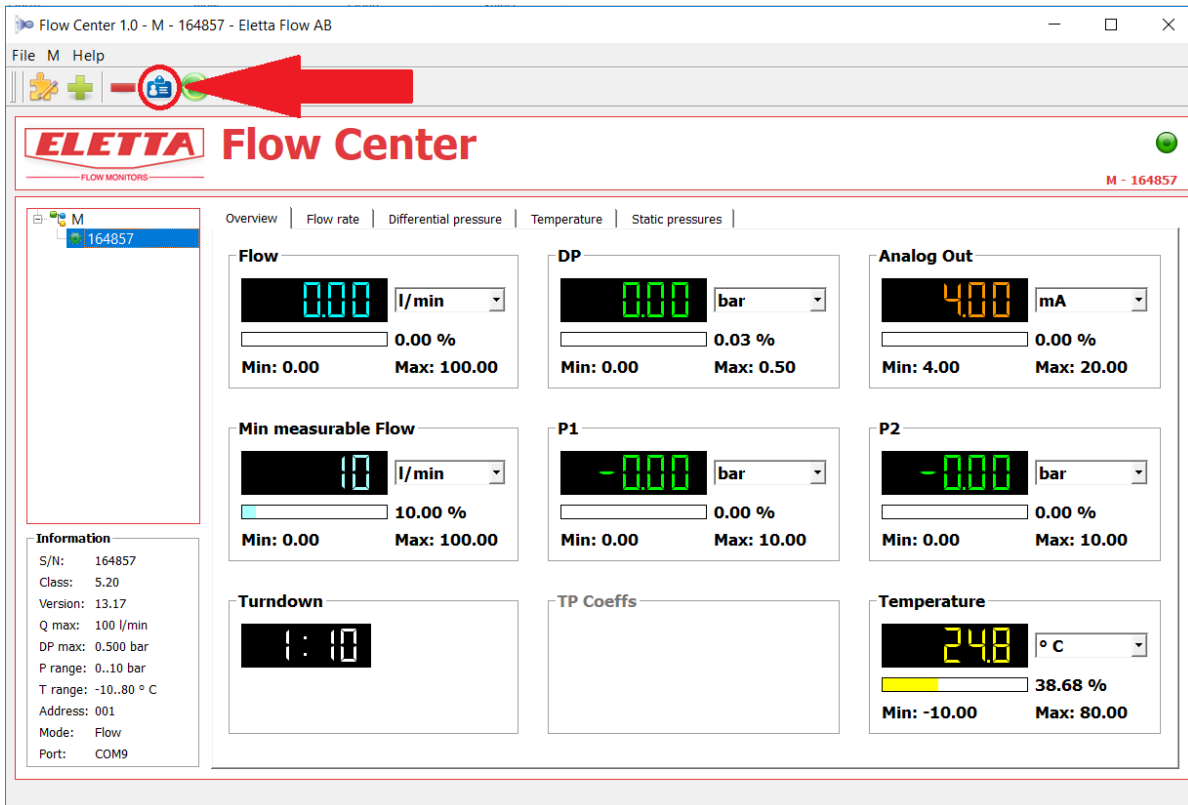 Flow Center 1.0 - M - 164857 - Eletta Flow AB
File M Help
ELETTA
FLOW MONITORS
Flow Center
M - 164857
M
164857
Overview Flow rate Differential pressure Temperature Static pressures
Flow
0.00 l/min
0.00 %
Min: 0.00 Max: 100.00
DP
0.00 bar
0.03 %
Min: 0.00 Max: 0.50
Analog Out
4.00 mA
0.00 %
Min: 4.00 Max: 20.00
Min measurable Flow
10 l/min
10.00 %
Min: 0.00 Max: 100.00
P1
-0.00 bar
0.00 %
Min: 0.00 Max: 10.00
P2
-0.00 bar
0.00 %
Min: 0.00 Max: 10.00
Turndown
1:10
TP Coeffs
Temperature
24.8 ° C
38.68 %
Min: -10.00 Max: 80.00
Information
S/N: 164857
Class: 5.20
Version: 13.17
Q max: 100 l/min
DP max: 0.500 bar
P range: 0..10 bar
T range: -10..80 ° C
Address: 001
Mode: Flow
Port: COM9